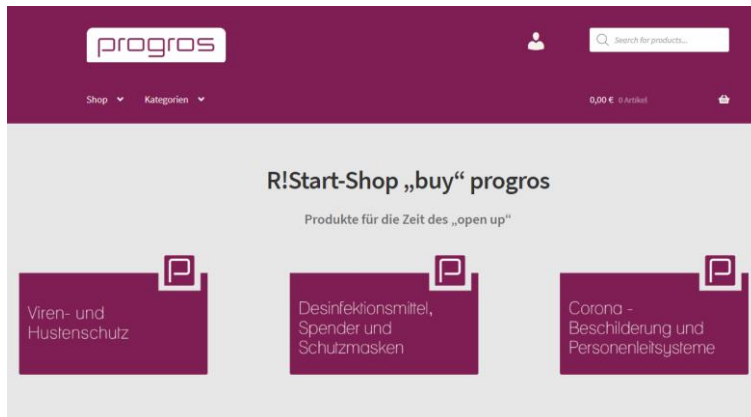 progros
Search for products...
Shop Kategorien 0,00 € 0 Artikel
R!Start-Shop „buy“ progros
Produkte für die Zeit des „open up“
Viren- und
Hustenschutz
Desinfektionsmittel,
Spender und
Schutzmasken
Corona -
Beschilderung und
Personenleitsysteme